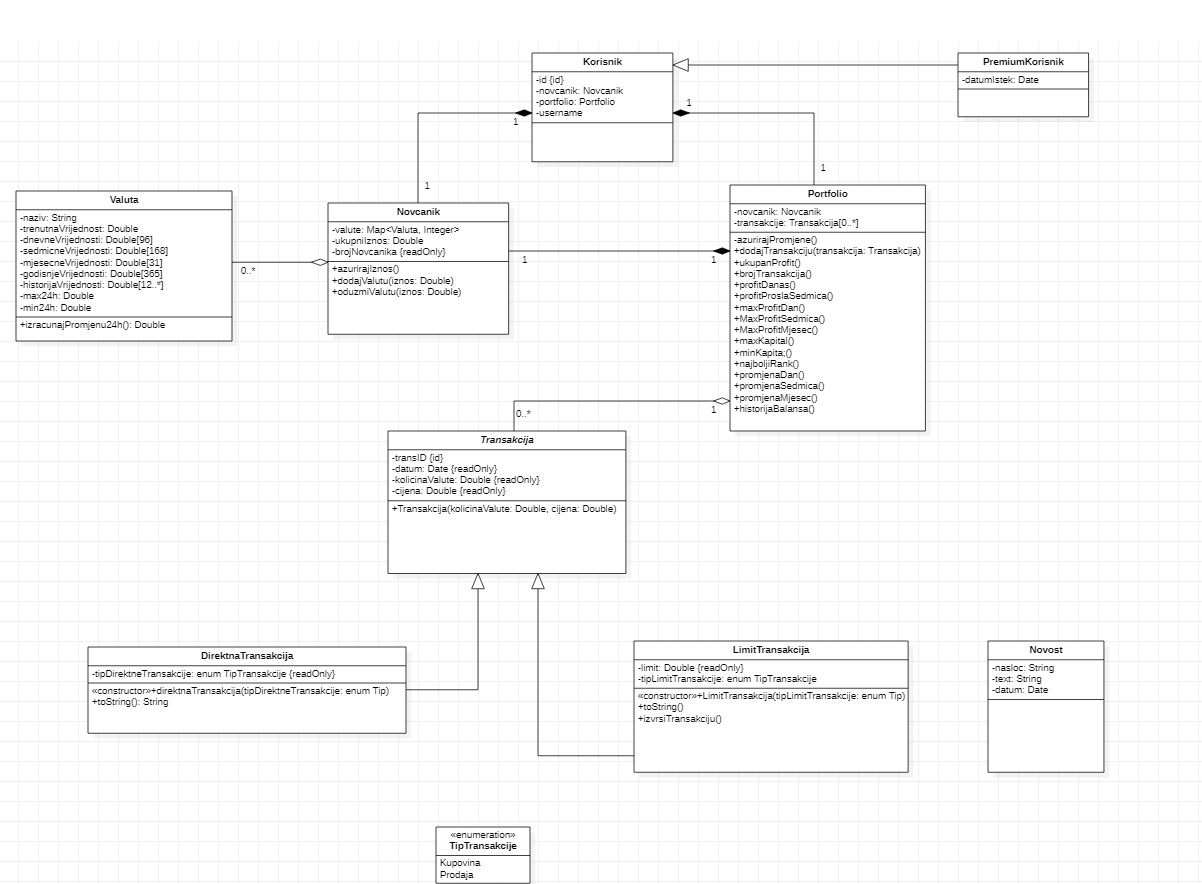 Korisnik
-id {id}
-novcanik: Novcanik
-portfolio: Portfolio
-username
PremiumKorisnik
-datumIstek: Date
1
1
1
1
Valuta
-naziv: String
-trenutnaVrijednost: Double
-dnevneVrijednosti: Double[96]
-sedmicneVrijednosti: Double[168]
-mjesecneVrijednosti: Double[31]
-godisnjeVrijednosti: Double[365]
-historijaVrijednosti: Double[12..*]
-max24h: Double
-min24h: Double
+izracunajPromjenu24h(): Double
0..*
Novcanik
-valute: Map<Valuta, Integer>
-ukupniIznos: Double
-brojNovcanika {readOnly}
+azurirajIznos()
+dodajValutu(iznos: Double)
+oduzmiValutu(iznos: Double)
1
1
Portfolio
-novcanik: Novcanik
-transakcije: Transakcija[0..*]
-azurirajPromjene()
+dodajTransakciju(transakcija: Transakcija)
+ukupanProfit()
+brojTransakcija()
+profitDanas()
+profitProslaSedmica()
+maxProfitDan()
+MaxProfitSedmica()
+MaxProfitMjesec()
+maxKapital()
+minKapita;()
+najboljiRank()
+promjenaDan()
+promjenaSedmica()
+promjenaMjesec()
+historijaBalansa()
0..*
1
Transakcija
-transID {id}
-datum: Date {readOnly}
-kolicinaValute: Double {readOnly}
-cijena: Double {readOnly}
+Transakcija(kolicinaValute: Double, cijena: Double)
DirektnaTransakcija
-tipDirektneTransakcije: enum TipTransakcije {readOnly}
«constructor»+direktnaTransakcija(tipDirektneTransakcije: enum Tip)
+toString(): String
LimitTransakcija
-limit: Double {readOnly}
-tipLimitTransakcije: enum TipTransakcije
«constructor»+LimitTransakcija(tipLimitTransakcije: enum Tip)
+toString()
+izvrsiTransakciju()
Novost
-nasloc: String
-text: String
-datum: Date
«enumeration»
TipTransakcije
Kupovina
Prodaja